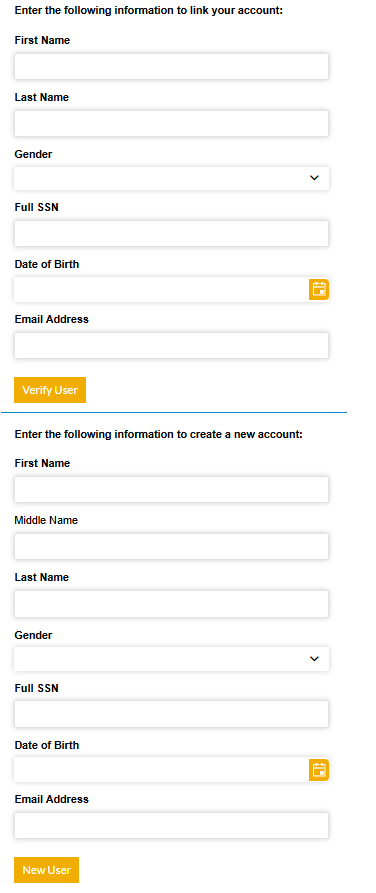 Enter the following information to link your account:
First Name
Last Name
Gender
Full SSN
Date of Birth
Email Address
Verify User
Enter the following information to create a new account:
First Name
Middle Name
Last Name
Gender
Full SSN
Date of Birth
Email Address
New User